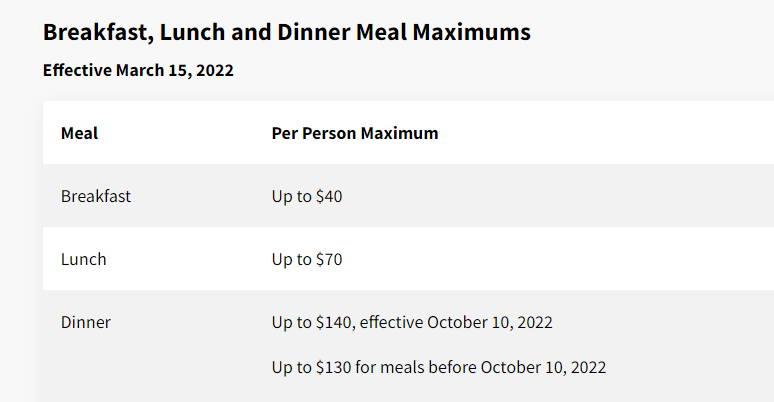 Breakfast, Lunch and Dinner Meal Maximums
Effective March 15, 2022
Meal Per Person Maximum
Breakfast Up to $40
Lunch Up to $70
Dinner Up to $140, effective October 10, 2022
Up to $130 for meals before October 10, 2022